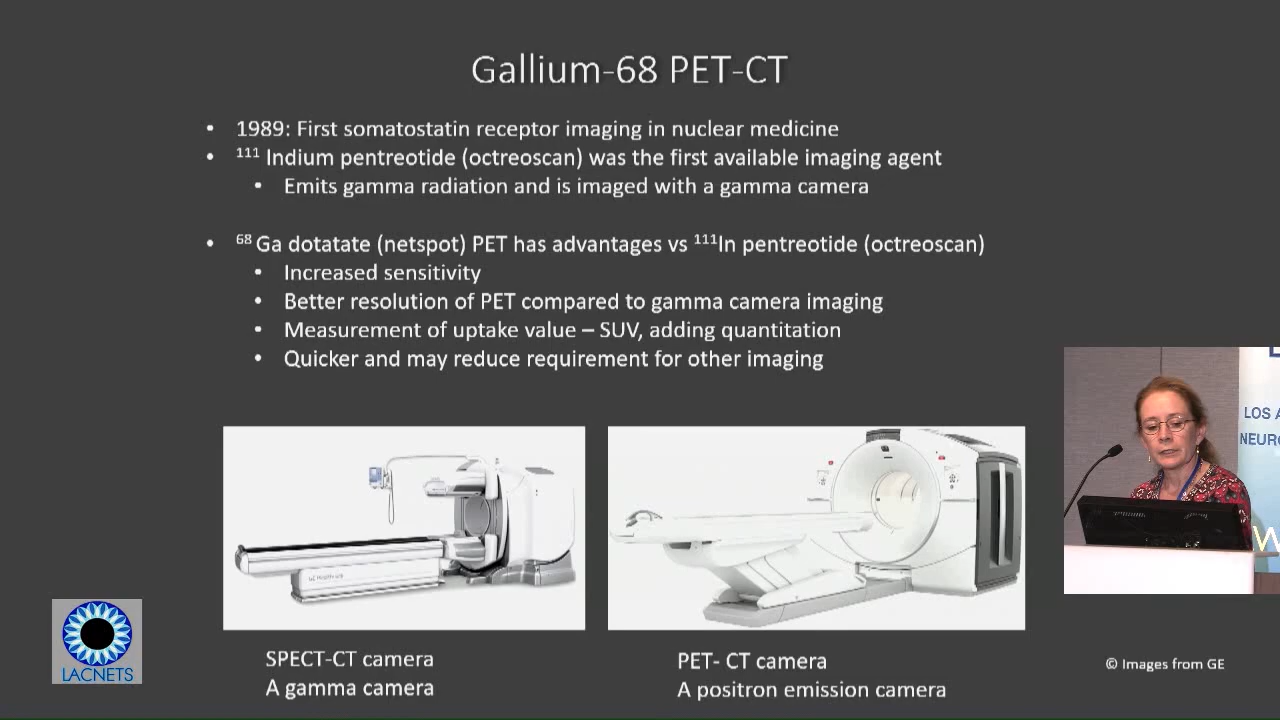 Gallium-68 PET-CT
• 1989: First somatostatin receptor imaging in nuclear medicine
• ¹¹¹ Indium pentreotide (octreoscan) was the first available imaging agent
• Emits gamma radiation and is imaged with a gamma camera
• ⁶⁸ Ga dotatate (netspot) PET has advantages vs ¹¹¹In pentreotide (octreoscan)
• Increased sensitivity
• Better resolution of PET compared to gamma camera imaging
• Measurement of uptake value – SUV, adding quantitation
• Quicker and may reduce requirement for other imaging
LOS A
NEURO
W
LACNETS
SPECT-CT camera
A gamma camera
PET- CT camera
A positron emission camera
© Images from GE